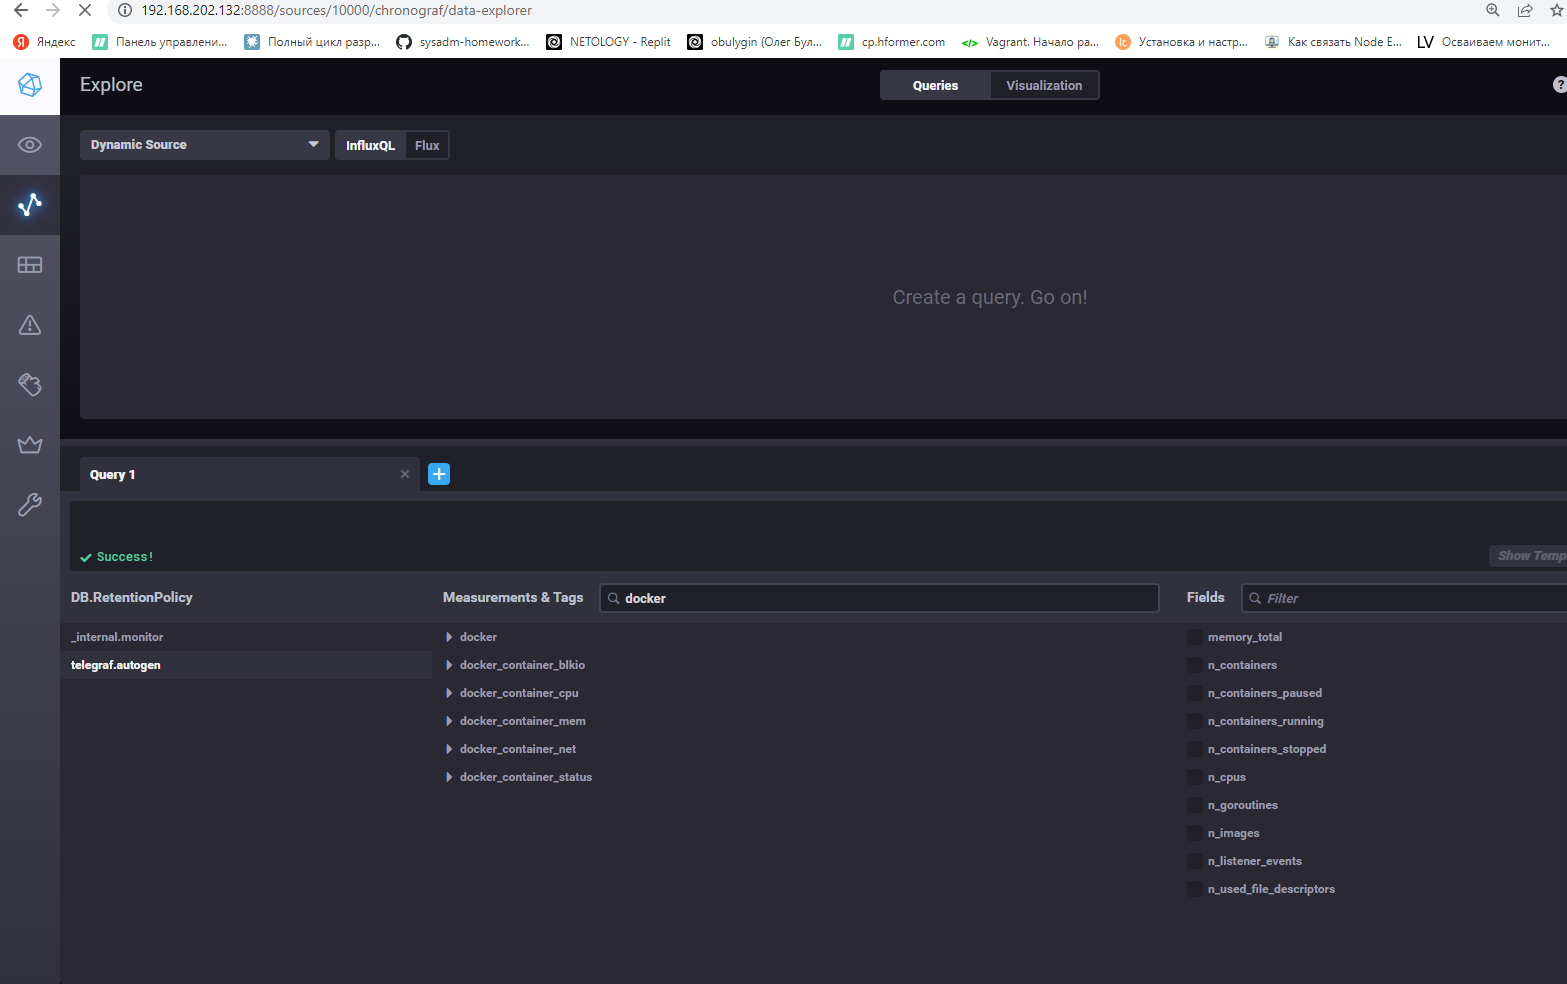 192.168.202.132:8888/sources/10000/chronograf/data-explorer
Яндекс Панель управлени... Полный цикл разр... sysadm-homework... NETOLOGY - Replit obulygin (Олег Бул... cp.hformer.com Vagrant. Начало ра... Установка и настр... Как связать Node E... LV Осваиваем монит...
Explore Queries Visualization ?
Dynamic Source InfluxQL Flux
Create a query. Go on!
Query 1
Success!
Show Temp
DB.RetentionPolicy Measurements & Tags docker Fields Filter
_internal.monitor docker memory_total
telegraf.autogen docker_container_blkio n_containers
docker_container_cpu n_containers_paused
docker_container_mem n_containers_running
docker_container_net n_containers_stopped
docker_container_status n_cpus
n_goroutines
n_images
n_listener_events
n_used_file_descriptors